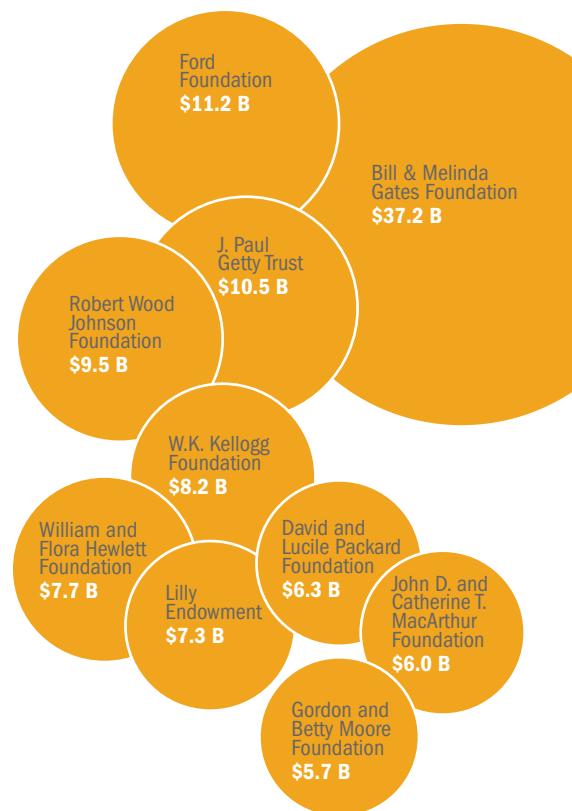 Ford
Foundation
$11.2 B
Bill & Melinda
Gates Foundation
$37.2 B
J. Paul
Getty Trust
$10.5 B
Robert Wood
Johnson
Foundation
$9.5 B
W.K. Kellogg
Foundation
$8.2 B
William and
Flora Hewlett
Foundation
$7.7 B
David and
Lucile Packard
Foundation
$6.3 B
Lilly
Endowment
$7.3 B
John D. and
Catherine T.
MacArthur
Foundation
$6.0 B
Gordon and
Betty Moore
Foundation
$5.7 B